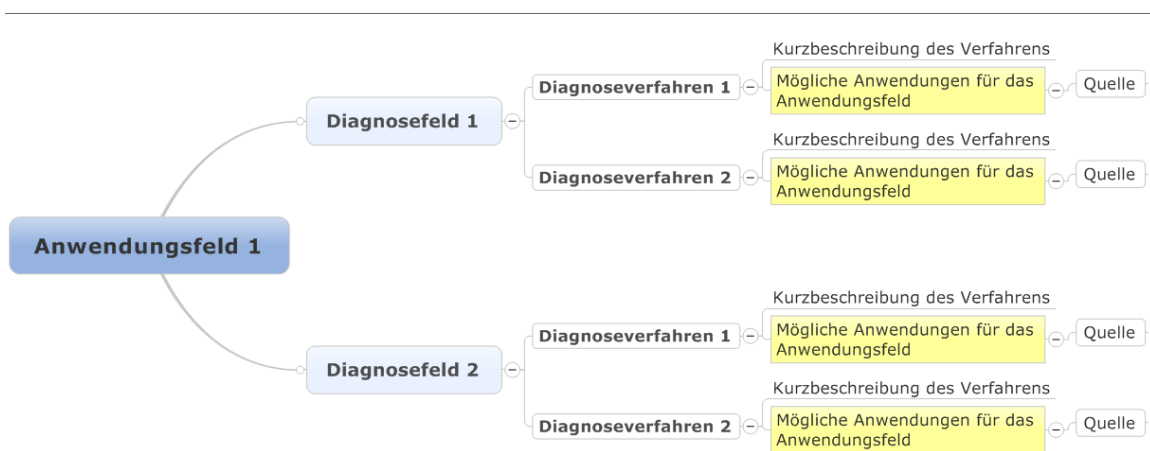 Kurzbeschreibung des Verfahrens
Diagnoseverfahren 1
Mögliche Anwendungen für das
Anwendungsfeld
Quelle
Diagnosefeld 1
Kurzbeschreibung des Verfahrens
Diagnoseverfahren 2
Mögliche Anwendungen für das
Anwendungsfeld
Quelle
Anwendungsfeld 1
Kurzbeschreibung des Verfahrens
Diagnoseverfahren 1
Mögliche Anwendungen für das
Anwendungsfeld
Quelle
Diagnosefeld 2
Kurzbeschreibung des Verfahrens
Diagnoseverfahren 2
Mögliche Anwendungen für das
Anwendungsfeld
Quelle